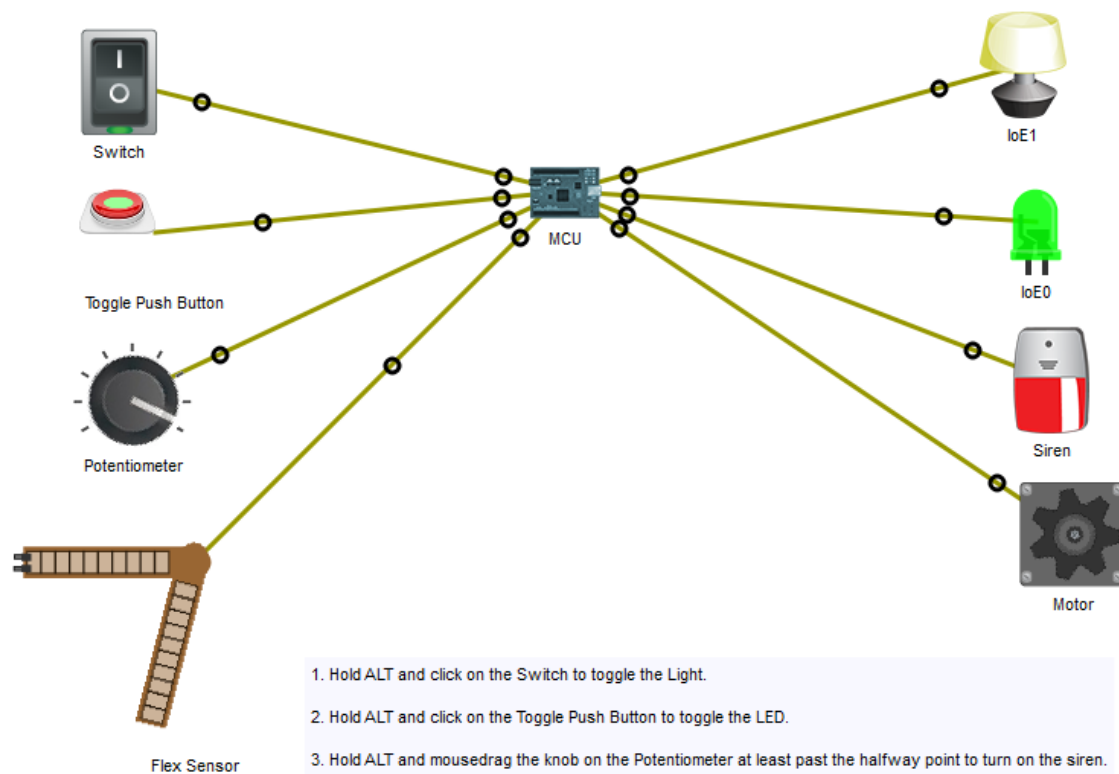 Switch
IoE1
MCU
Toggle Push Button
IoE0
Potentiometer
Siren
Motor
Flex Sensor
1. Hold ALT and click on the Switch to toggle the Light.
2. Hold ALT and click on the Toggle Push Button to toggle the LED.
3. Hold ALT and mousedrag the knob on the Potentiometer at least past the halfway point to turn on the siren.